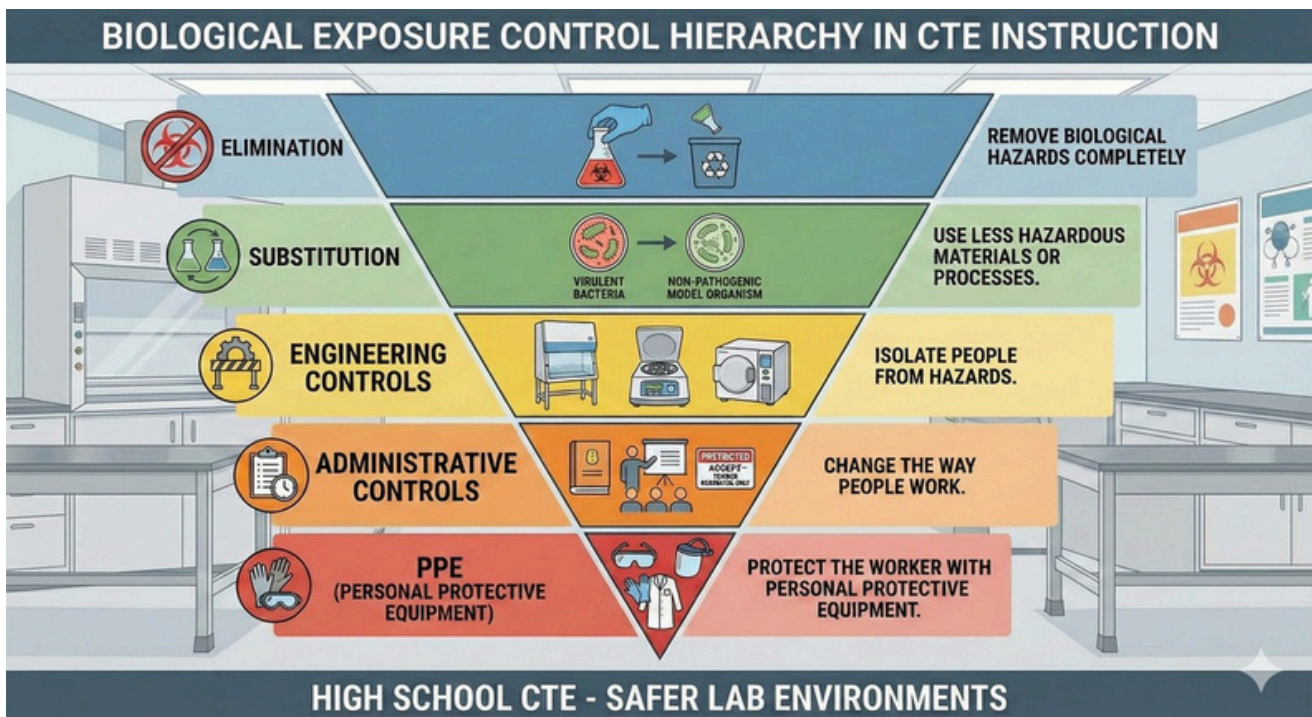 BIOLOGICAL EXPOSURE CONTROL HIERARCHY IN CTE INSTRUCTION
ELIMINATION
REMOVE BIOLOGICAL
HAZARDS COMPLETELY
SUBSTITUTION
VIRULENT
BACTERIA
NON-PATHOGENIC
MODEL ORGANISM
USE LESS HAZARDOUS
MATERIALS OR
PROCESSES.
ENGINEERING
CONTROLS
ISOLATE PEOPLE
FROM HAZARDS.
ADMINISTRATIVE
CONTROLS
ACCEPT-
ONLY
CHANGE THE WAY
PEOPLE WORK.
PPE
(PERSONAL PROTECTIVE
EQUIPMENT)
PROTECT THE WORKER WITH
PERSONAL PROTECTIVE
EQUIPMENT.
HIGH SCHOOL CTE - SAFER LAB ENVIRONMENTS